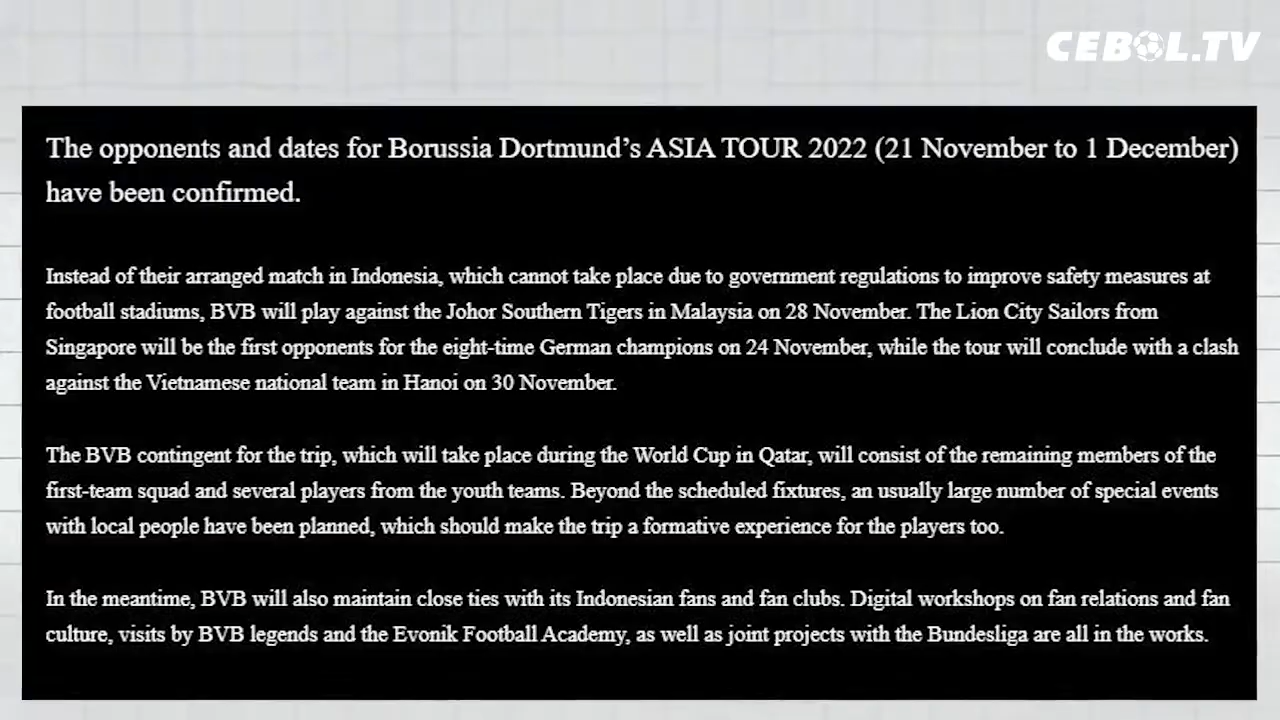 CEBOL.TV
The opponents and dates for Borussia Dortmund’s ASIA TOUR 2022 (21 November to 1 December)
have been confirmed.
Instead of their arranged match in Indonesia, which cannot take place due to government regulations to improve safety measures at
football stadiums, BVB will play against the Johor Southern Tigers in Malaysia on 28 November. The Lion City Sailors from
Singapore will be the first opponents for the eight-time German champions on 24 November, while the tour will conclude with a clash
against the Vietnamese national team in Hanoi on 30 November.
The BVB contingent for the trip, which will take place during the World Cup in Qatar, will consist of the remaining members of the
first-team squad and several players from the youth teams. Beyond the scheduled fixtures, an usually large number of special events
with local people have been planned, which should make the trip a formative experience for the players too.
In the meantime, BVB will also maintain close ties with its Indonesian fans and fan clubs. Digital workshops on fan relations and fan
culture, visits by BVB legends and the Evonik Football Academy, as well as joint projects with the Bundesliga are all in the works.